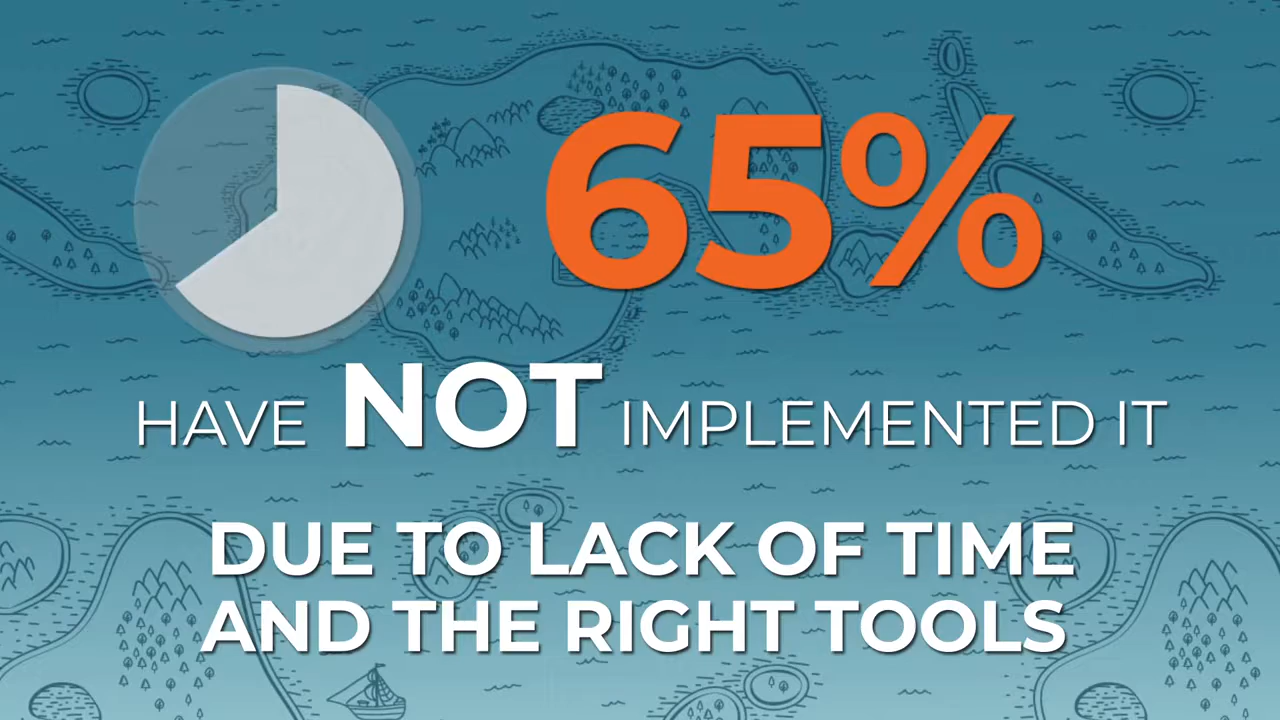 65%
HAVE NOT IMPLEMENTED IT
DUE TO LACK OF TIME
AND THE RIGHT TOOLS